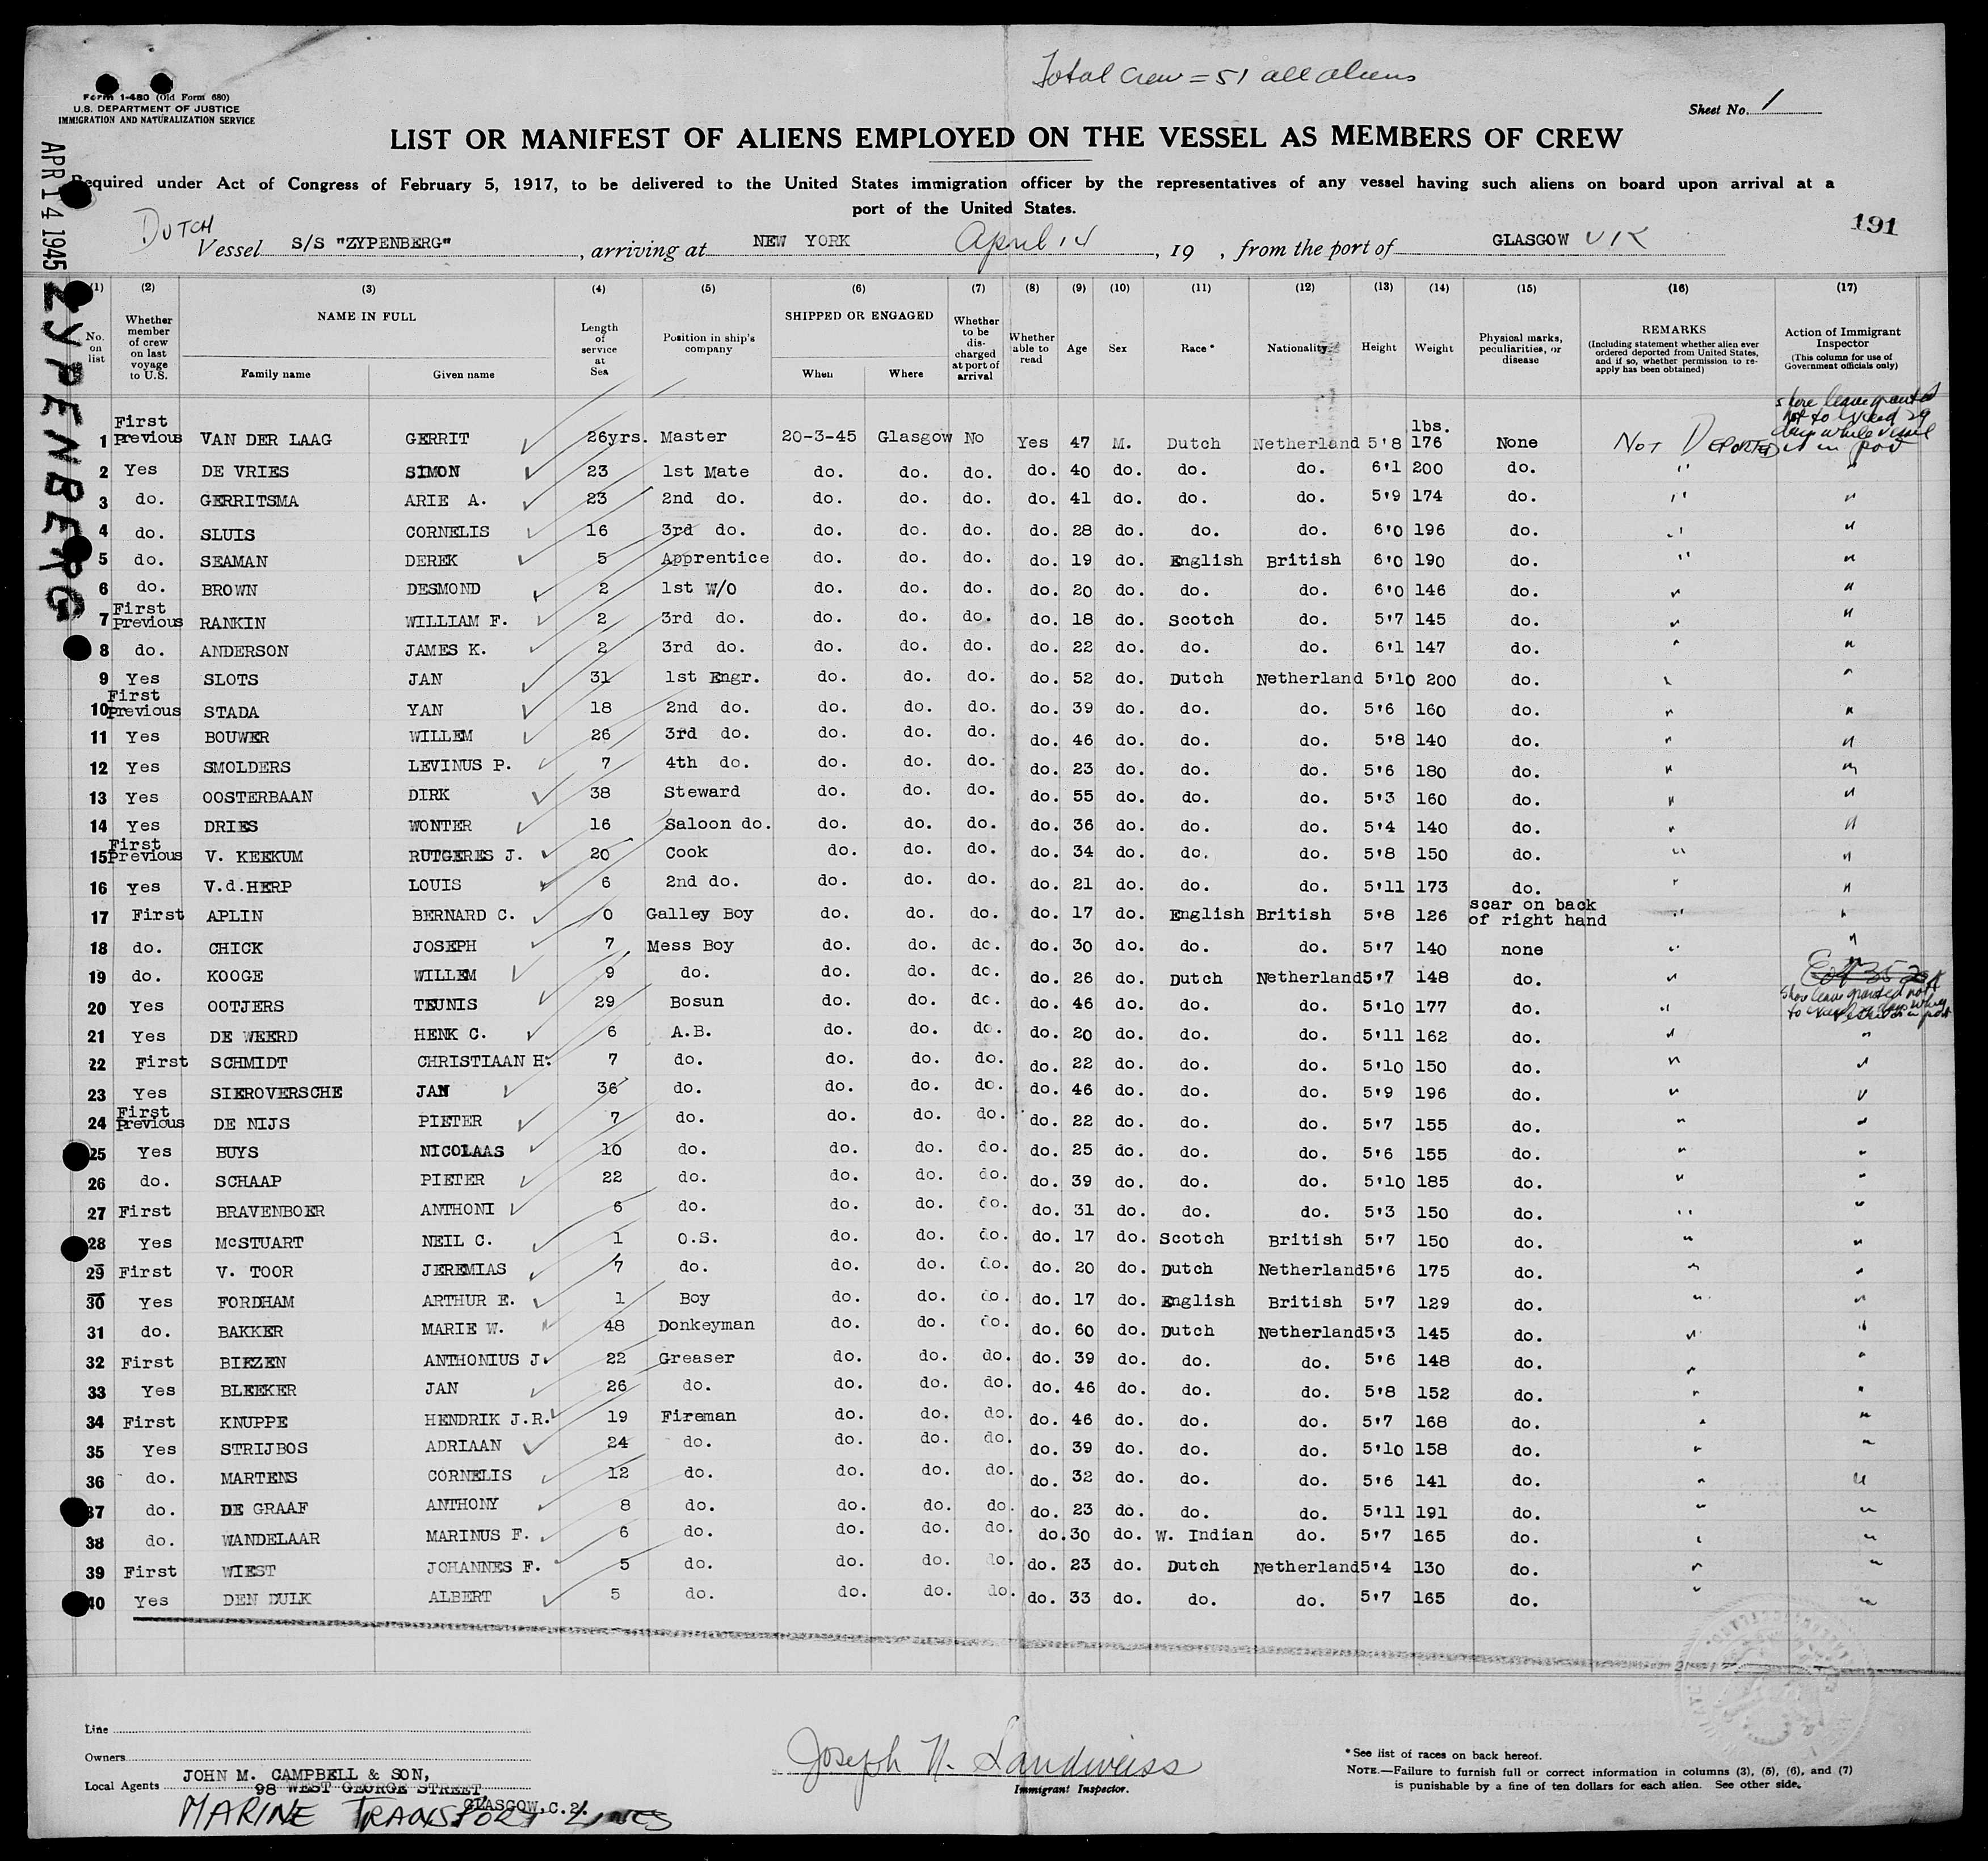 Total Crew = 51 all aliens
Form I-480 (Old Form 680)
U.S. DEPARTMENT OF JUSTICE
IMMIGRATION AND NATURALIZATION SERVICE
Sheet No. 1
LIST OR MANIFEST OF ALIENS EMPLOYED ON THE VESSEL AS MEMBERS OF CREW
Required under Act of Congress of February 5, 1917, to be delivered to the United States immigration officer by the representatives of any vessel having such aliens on board upon arrival at a
port of the United States.
APR 14 1945
ZYPENBERG
191
DUTCH
Vessel S/S "ZYPENBERG", arriving at NEW YORK April 14, 19 , from the port of GLASGOW UK
(1) (2) (3) (4) (5) (6) (7) (8) (9) (10) (11) (12) (13) (14) (15) (16) (17)
No. on list | Whether member of crew on last voyage to U.S. | NAME IN FULL | Family name | Given name | Length of service at Sea | Position in ship's company | SHIPPED OR ENGAGED | When | Where | Whether to be discharged at port of arrival | Whether able to read | Age | Sex | Race* | Nationality | Height | Weight | Physical marks, peculiarities, or disease | REMARKS (Including statement whether alien ever ordered deported from United States, and if so, whether permission to reapply has been obtained) | Action of Immigrant Inspector (This column for use of Government officials only)
shore leave granted not to exceed 29 days while vessel is in port
1 First Previous VAN DER LAAG GERRIT 26yrs. Master 20-3-45 Glasgow No Yes 47 M. Dutch Netherland 5'8 lbs. 176 None NOT DEPORTED
2 Yes DE VRIES SIMON 23 1st Mate do. do. do. do. 40 do. do. do. 6'1 200 do. " "
3 do. GERRITSMA ARIE A. 23 2nd do. do. do. do. do. 41 do. do. do. 5'9 174 do. " "
4 do. SLUIS CORNELIS 16 3rd do. do. do. do. do. 28 do. do. do. 6'0 196 do. " "
5 do. SEAMAN DEREK 5 Apprentice do. do. do. do. 19 do. English British 6'0 190 do. " "
6 do. BROWN DESMOND 2 1st W/O do. do. do. do. 20 do. do. do. 6'0 146 do. " "
7 First Previous RANKIN WILLIAM F. 2 3rd do. do. do. do. do. 18 do. Scotch do. 5'7 145 do. " "
8 do. ANDERSON JAMES K. 2 3rd do. do. do. do. do. 22 do. do. do. 6'1 147 do. " "
9 Yes SLOTS JAN 31 1st Engr. do. do. do. do. 52 do. Dutch Netherland 5'10 200 do. " "
10 First Previous STADA YAN 18 2nd do. do. do. do. do. 39 do. do. do. 5'6 160 do. " "
11 Yes BOUWER WILLEM 26 3rd do. do. do. do. do. 46 do. do. do. 5'8 140 do. " "
12 Yes SMOLDERS LEVINUS P. 7 4th do. do. do. do. do. 23 do. do. do. 5'6 180 do. " "
13 Yes OOSTERBAAN DIRK 38 Steward do. do. do. do. 55 do. do. do. 5'3 160 do. " "
14 Yes DRIES WONTER 16 Saloon do. do. do. do. do. 36 do. do. do. 5'4 140 do. " "
15 First Previous V. KEEKUM RUTGERES J. 20 Cook do. do. do. do. 34 do. do. do. 5'8 150 do. " "
16 Yes V.d.HERP LOUIS 6 2nd do. do. do. do. do. 21 do. do. do. 5'11 173 do. " "
17 First APLIN BERNARD C. 0 Galley Boy do. do. do. do. 17 do. English British 5'8 126 scar on back of right hand " "
18 do. CHICK JOSEPH 7 Mess Boy do. do. do. do. 30 do. do. do. 5'7 140 none " "
19 do. KOOGE WILLEM 9 do. do. do. do. do. 26 do. Dutch Netherland 5'7 148 do. " "
20 Yes OOTJERS TEUNIS 29 Bosun do. do. do. do. 46 do. do. do. 5'10 177 do. " Shore leave granted not to exceed 29 days while vessel is in port
21 Yes DE WEERD HENK C. 6 A.B. do. do. do. do. 20 do. do. do. 5'11 162 do. " "
22 First SCHMIDT CHRISTIAAN H. 7 do. do. do. do. do. 22 do. do. do. 5'10 150 do. " "
23 Yes SIEROVERSCHE JAN 36 do. do. do. do. do. 46 do. do. do. 5'9 196 do. " "
24 First Previous DE NIJS PIETER 7 do. do. do. do. do. 22 do. do. do. 5'7 155 do. " "
25 Yes BUYS NICOLAAS 10 do. do. do. do. do. 25 do. do. do. 5'6 155 do. " "
26 do. SCHAAP PIETER 22 do. do. do. do. do. 39 do. do. do. 5'10 185 do. " "
27 First BRAVENBOER ANTHONI 6 do. do. do. do. do. 31 do. do. do. 5'3 150 do. " "
28 Yes McSTUART NEIL C. 1 O.S. do. do. do. do. 17 do. Scotch British 5'7 150 do. " "
29 First V. TOOR JEREMIAS 7 do. do. do. do. do. 20 do. Dutch Netherland 5'6 175 do. " "
30 Yes FORDHAM ARTHUR E. 1 Boy do. do. do. do. 17 do. English British 5'7 129 do. " "
31 do. BAKKER MARIE W. 48 Donkeyman do. do. do. do. 60 do. Dutch Netherland 5'3 145 do. " "
32 First BIEZEN ANTHONIUS J. 22 Greaser do. do. do. do. 39 do. do. do. 5'6 148 do. " "
33 Yes BLEEKER JAN 26 do. do. do. do. do. 46 do. do. do. 5'8 152 do. " "
34 First KNUPPE HENDRIK J.R. 19 Fireman do. do. do. do. 46 do. do. do. 5'7 168 do. " "
35 Yes STRIJBOS ADRIAAN 24 do. do. do. do. do. 39 do. do. do. 5'10 158 do. " "
36 do. MARTENS CORNELIS 12 do. do. do. do. do. 32 do. do. do. 5'6 141 do. " "
37 do. DE GRAAF ANTHONY 8 do. do. do. do. do. 23 do. do. do. 5'11 191 do. " "
38 do. WANDELAAR MARINUS F. 6 do. do. do. do. do. 30 do. W. Indian do. 5'7 165 do. " "
39 First WIEST JOHANNES F. 5 do. do. do. do. do. 23 do. Dutch Netherland 5'4 130 do. " "
40 Yes DEN DULK ALBERT 5 do. do. do. do. do. 33 do. do. do. 5'7 165 do. " "
Line
Owners
Local Agents JOHN M. CAMPBELL & SON,
98 WEST GEORGE STREET
GLASGOW, C.2.
MARINE TRANSPORT LINES
Joseph N. Landweiss
Immigrant Inspector.
*See list of races on back hereof.
NOTE.—Failure to furnish full or correct information in columns (3), (5), (6), and (7)
is punishable by a fine of ten dollars for each alien. See other side.